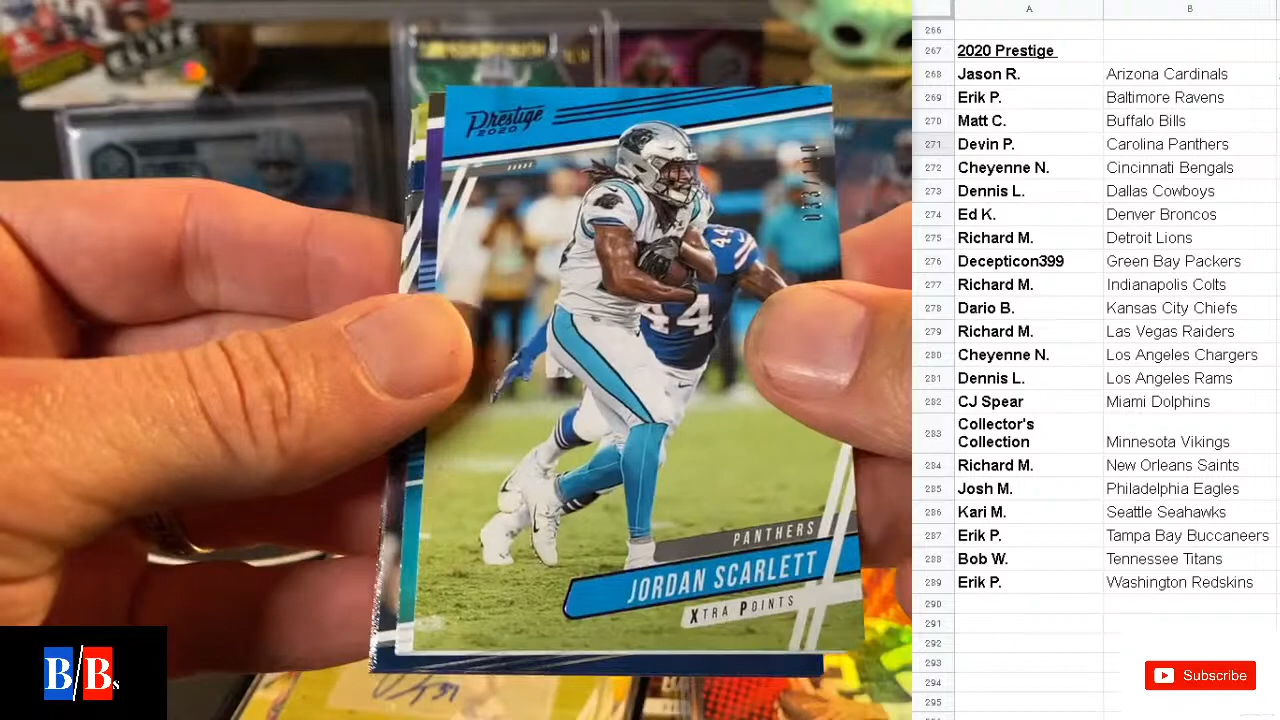 Prestige
2020
44
44
PANTHERS
JORDAN SCARLETT
XTRA POINTS
B/Bs
A B
266
267 2020 Prestige
268 Jason R. Arizona Cardinals
269 Erik P. Baltimore Ravens
270 Matt C. Buffalo Bills
271 Devin P. Carolina Panthers
272 Cheyenne N. Cincinnati Bengals
273 Dennis L. Dallas Cowboys
274 Ed K. Denver Broncos
275 Richard M. Detroit Lions
276 Decepticon399 Green Bay Packers
277 Richard M. Indianapolis Colts
278 Dario B. Kansas City Chiefs
279 Richard M. Las Vegas Raiders
280 Cheyenne N. Los Angeles Chargers
281 Dennis L. Los Angeles Rams
282 CJ Spear Miami Dolphins
Collector's
283 Collection Minnesota Vikings
284 Richard M. New Orleans Saints
285 Josh M. Philadelphia Eagles
286 Kari M. Seattle Seahawks
287 Erik P. Tampa Bay Buccaneers
288 Bob W. Tennessee Titans
289 Erik P. Washington Redskins
290
291
292
293
294
295
Subscribe